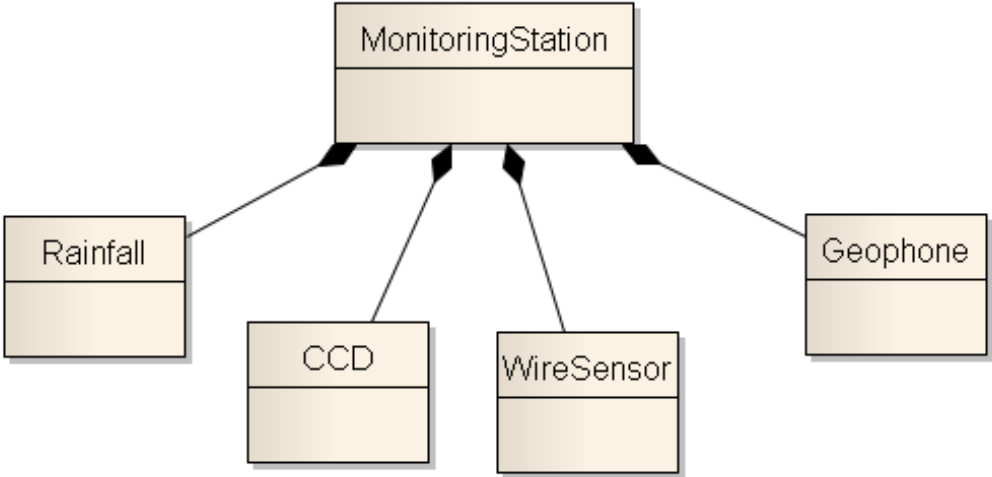 MonitoringStation
Rainfall
Geophone
CCD
WireSensor